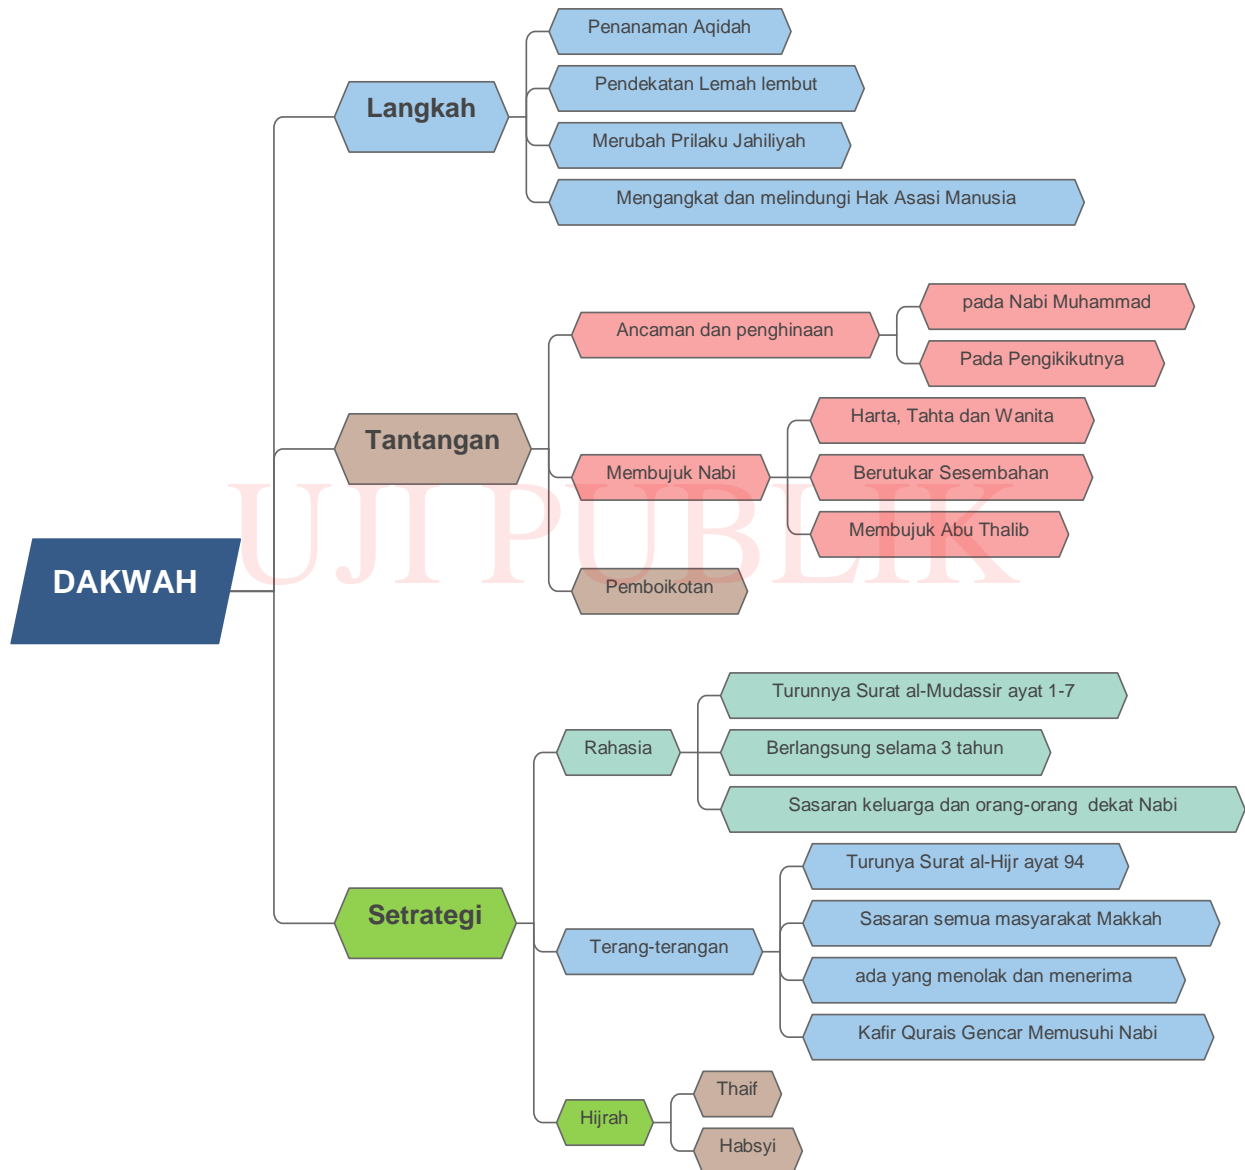 DAKWAH
Langkah
Penanaman Aqidah
Pendekatan Lemah lembut
Merubah Prilaku Jahiliyah
Mengangkat dan melindungi Hak Asasi Manusia
Tantangan
Ancaman dan penghinaan
pada Nabi Muhammad
Pada Pengikikutnya
Membujuk Nabi
Harta, Tahta dan Wanita
Berutukar Sesembahan
Membujuk Abu Thalib
Pemboikotan
Setrategi
Rahasia
Turunnya Surat al-Mudassir ayat 1-7
Berlangsung selama 3 tahun
Sasaran keluarga dan orang-orang  dekat Nabi
Terang-terangan
Turunya Surat al-Hijr ayat 94
Sasaran semua masyarakat Makkah
ada yang menolak dan menerima
Kafir Qurais Gencar Memusuhi Nabi
Hijrah
Thaif
Habsyi
UJI PUBLIK